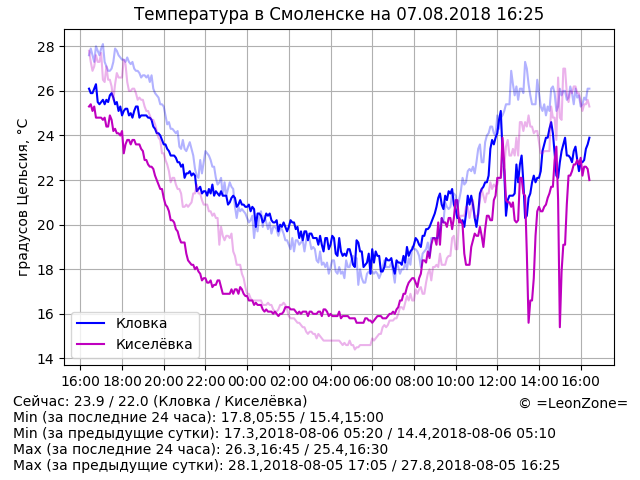 Температура в Смоленске на 07.08.2018 16:25
градусов Цельсия, °C
28
26
24
22
20
18
16
14
Кловка
Киселёвка
16:00 18:00 20:00 22:00 00:00 02:00 04:00 06:00 08:00 10:00 12:00 14:00 16:00
Сейчас: 23.9 / 22.0 (Кловка / Киселёвка)
© =LeonZone=
Min (за последние 24 часа): 17.8,05:55 / 15.4,15:00
Min (за предыдущие сутки): 17.3,2018-08-06 05:20 / 14.4,2018-08-06 05:10
Max (за последние 24 часа): 26.3,16:45 / 25.4,16:30
Max (за предыдущие сутки): 28.1,2018-08-05 17:05 / 27.8,2018-08-05 16:25